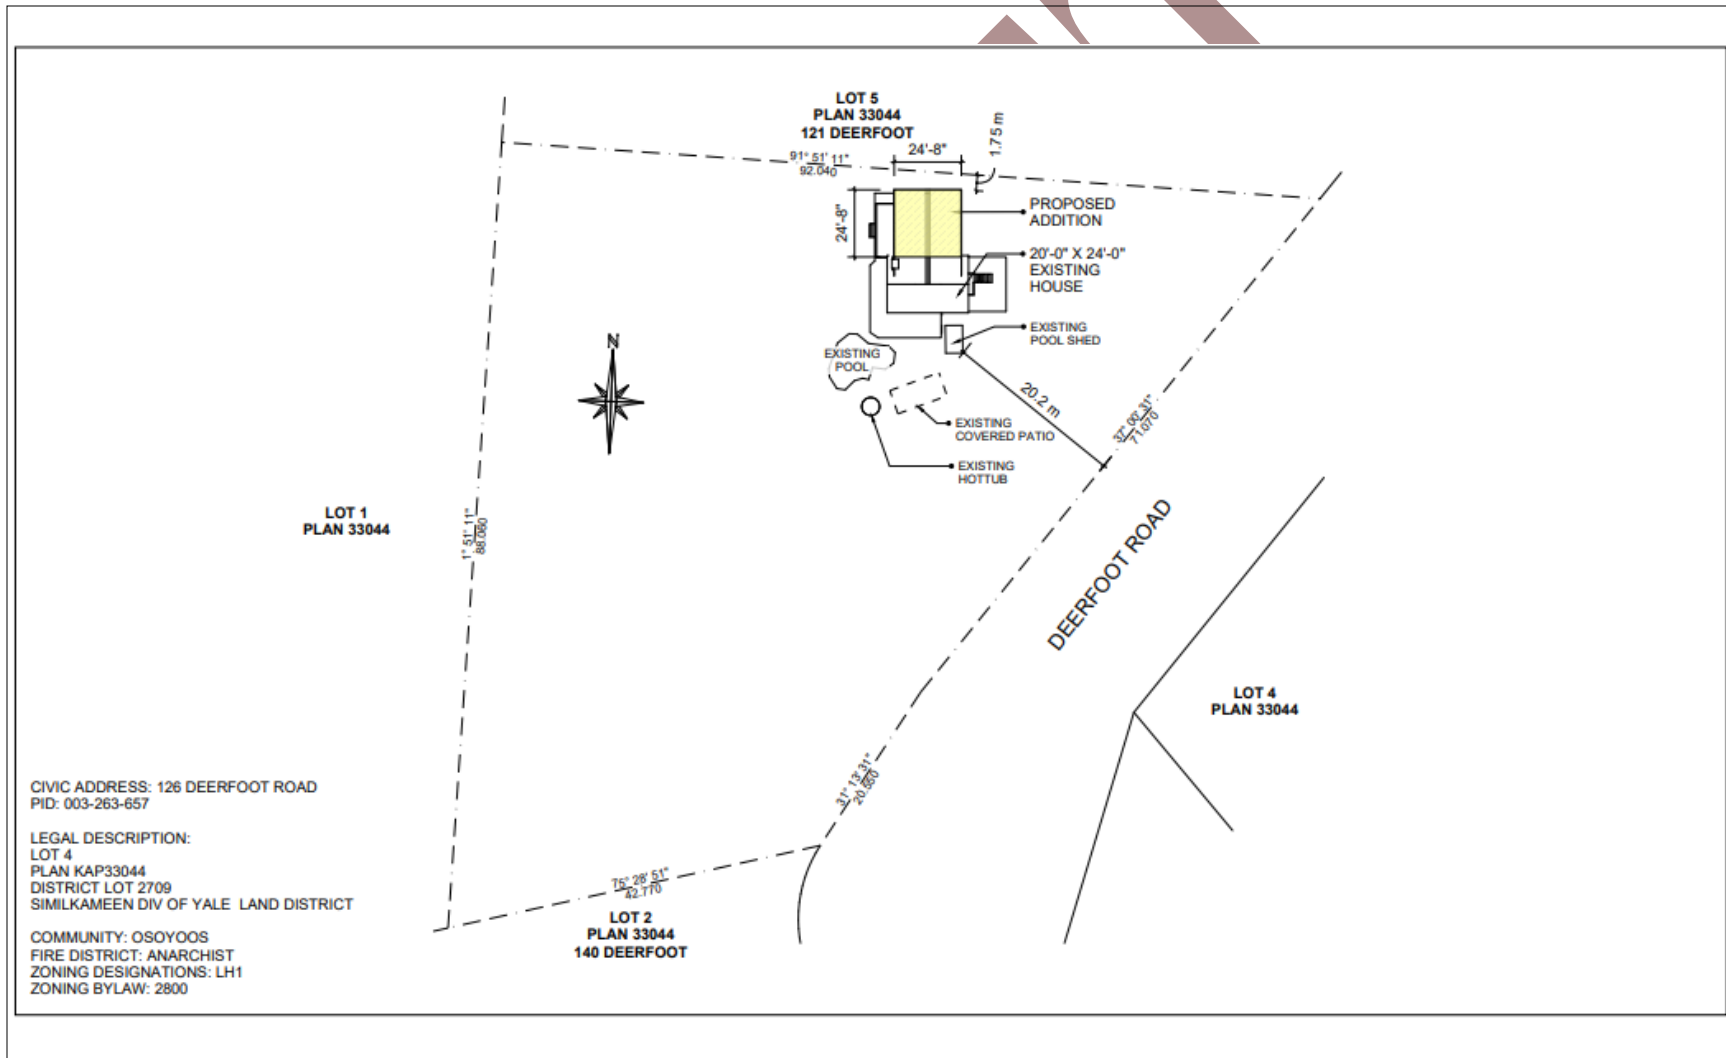 LOT 5
PLAN 33044
121 DEERFOOT
91° 51' 11"
92.040
24'-8"
1.75 m
24'-8"
PROPOSED
ADDITION
20'-0" X 24'-0"
EXISTING
HOUSE
EXISTING
POOL SHED
EXISTING
POOL
20.2 m
EXISTING
COVERED PATIO
EXISTING
HOTTUB
N
37° 00' 31"
71.070
LOT 1
PLAN 33044
1° 51' 11"
88.060
DEERFOOT ROAD
LOT 4
PLAN 33044
31° 13' 31"
20.550
75° 28' 51"
42.770
LOT 2
PLAN 33044
140 DEERFOOT
CIVIC ADDRESS: 126 DEERFOOT ROAD
PID: 003-263-657
LEGAL DESCRIPTION:
LOT 4
PLAN KAP33044
DISTRICT LOT 2709
SIMILKAMEEN DIV OF YALE LAND DISTRICT
COMMUNITY: OSOYOOS
FIRE DISTRICT: ANARCHIST
ZONING DESIGNATIONS: LH1
ZONING BYLAW: 2800